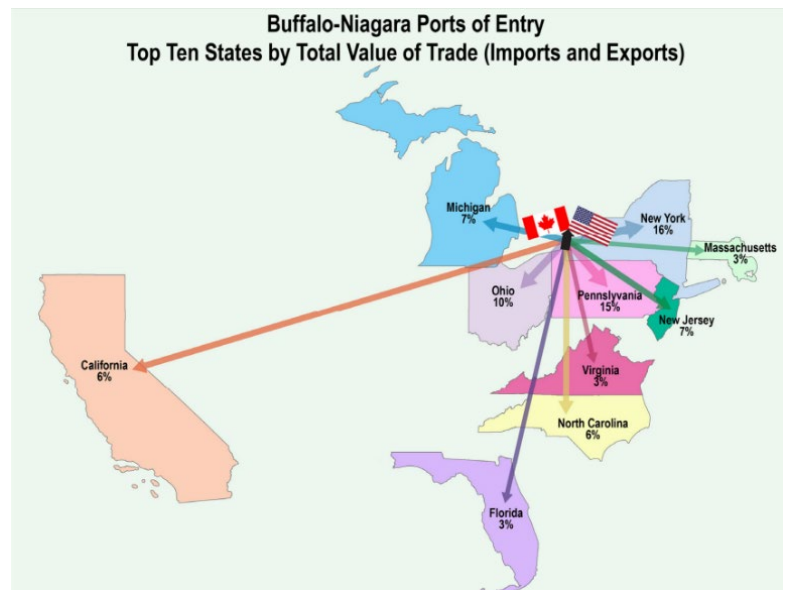 Buffalo-Niagara Ports of Entry
Top Ten States by Total Value of Trade (Imports and Exports)
Michigan
7%
New York
16%
Massachusetts
3%
Ohio
10%
Pennslyvania
15%
New Jersey
7%
California
6%
Virginia
3%
North Carolina
6%
Florida
3%